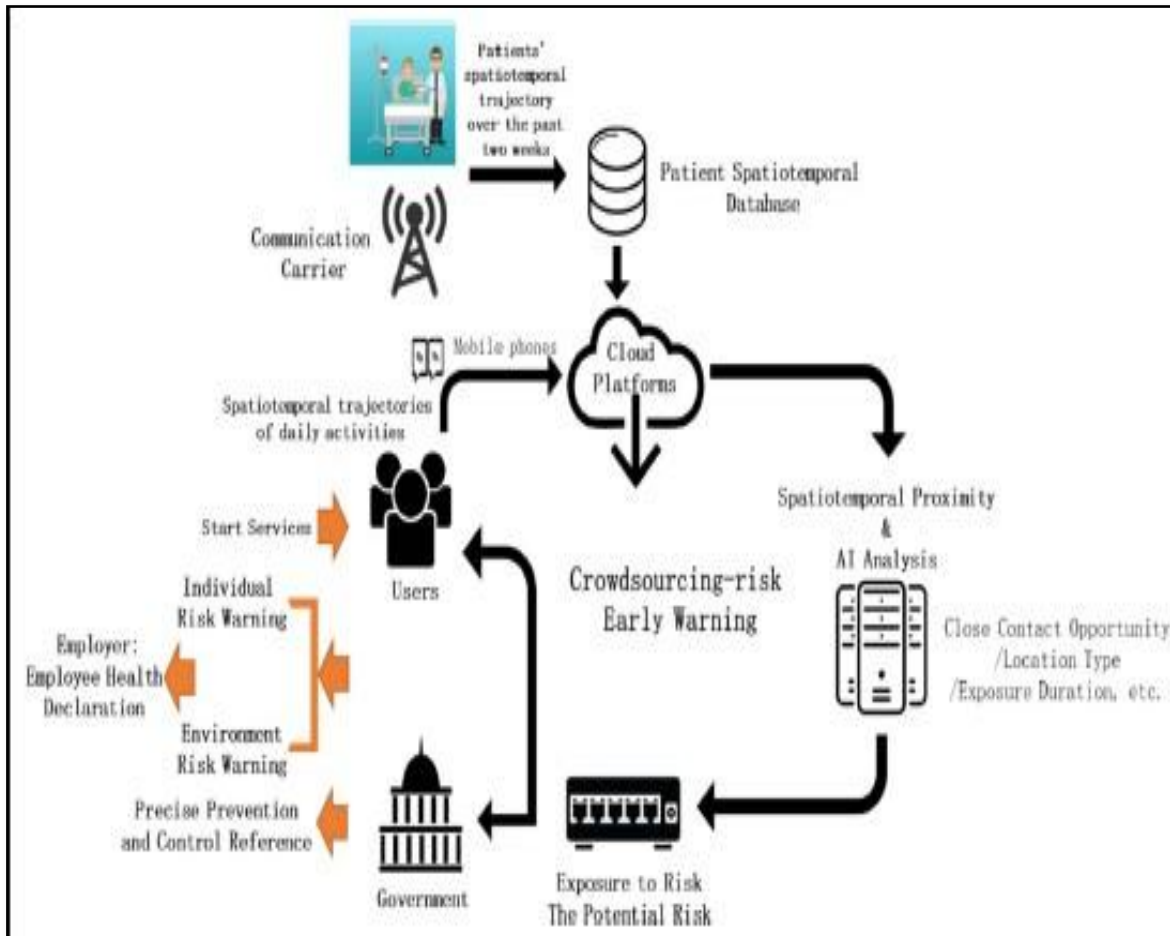 Patients'
spatiotemporal
trajectory
over the past
two weeks
Patient Spatiotemporal
Database
Communication
Carrier
Mobile phones
Cloud
Platforms
Spatiotemporal trajectories
of daily activities
Spatiotemporal Proximity
&
AI Analysis
Start Services
Users
Crowdsourcing-risk
Early Warning
Individual
Risk Warning
Close Contact Opportunity
/Location Type
/Exposure Duration, etc.
Employer:
Employee Health
Declaration
Environment
Risk Warning
Precise Prevention
and Control Reference
Government
Exposure to Risk
The Potential Risk